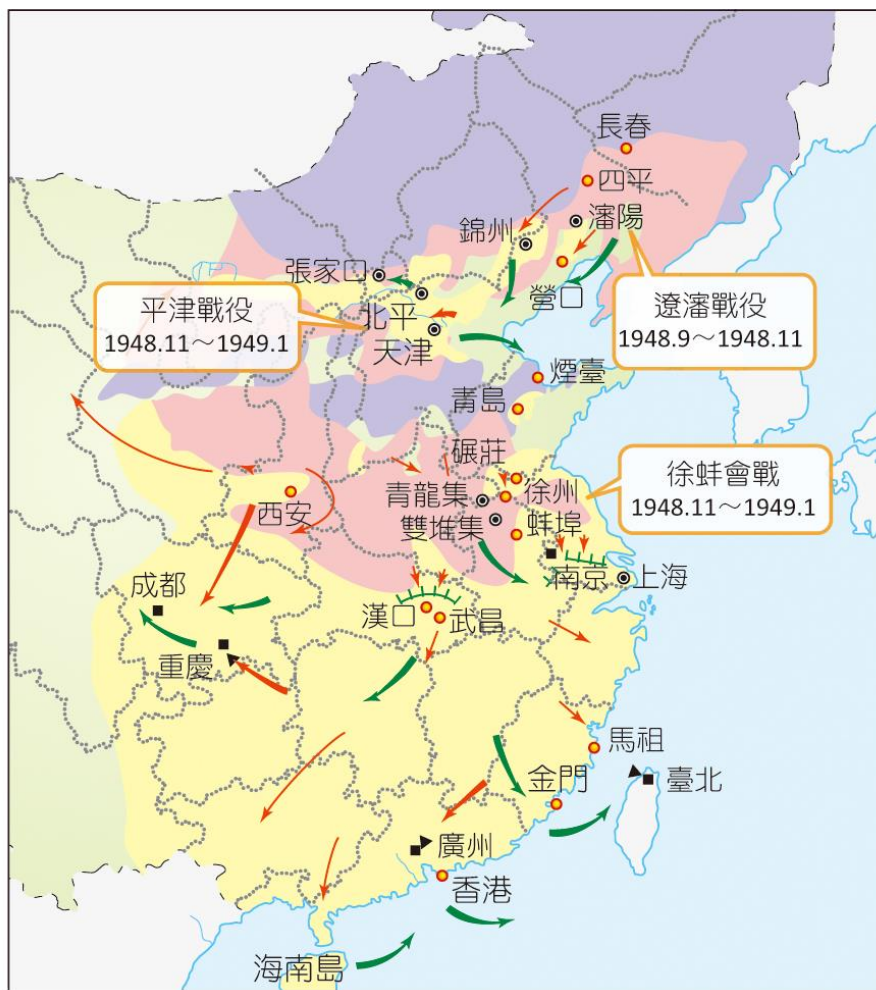 長春
四平
瀋陽
錦州
張家口
營口
北平
天津
平津戰役
1948.11～1949.1
遼瀋戰役
1948.9～1948.11
煙臺
青島
碾莊
徐蚌會戰
1948.11～1949.1
青龍集
徐州
西安
雙堆集
蚌埠
南京
上海
成都
漢口
武昌
重慶
馬祖
金門
臺北
廣州
香港
海南島